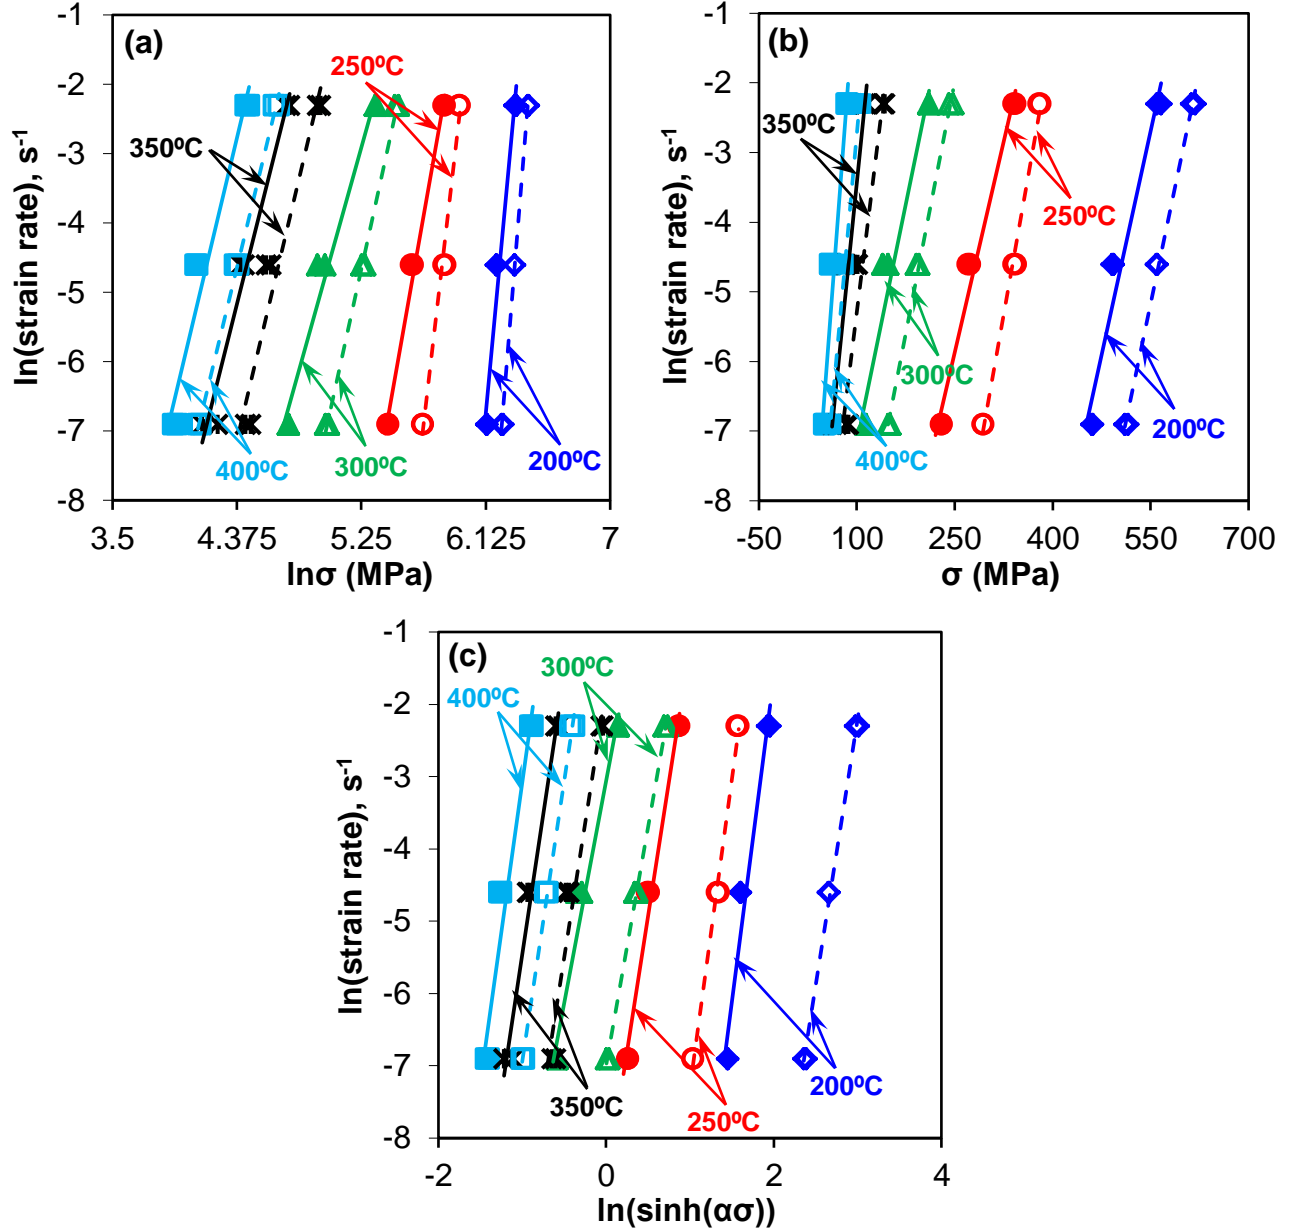 (a)
-1
-2
-3
-4
-5
-6
-7
-8
ln(strain rate), s⁻¹
250ºC
350ºC
400ºC
300ºC
200ºC
3.5 4.375 5.25 6.125 7
lnσ (MPa)
(b)
-1
-2
-3
-4
-5
-6
-7
-8
ln(strain rate), s⁻¹
350ºC
250ºC
300ºC
200ºC
400ºC
-50 100 250 400 550 700
σ (MPa)
(c)
-1
-2
-3
-4
-5
-6
-7
-8
ln(strain rate), s⁻¹
300ºC
400ºC
200ºC
350ºC
250ºC
-2 0 2 4
ln(sinh(ασ))